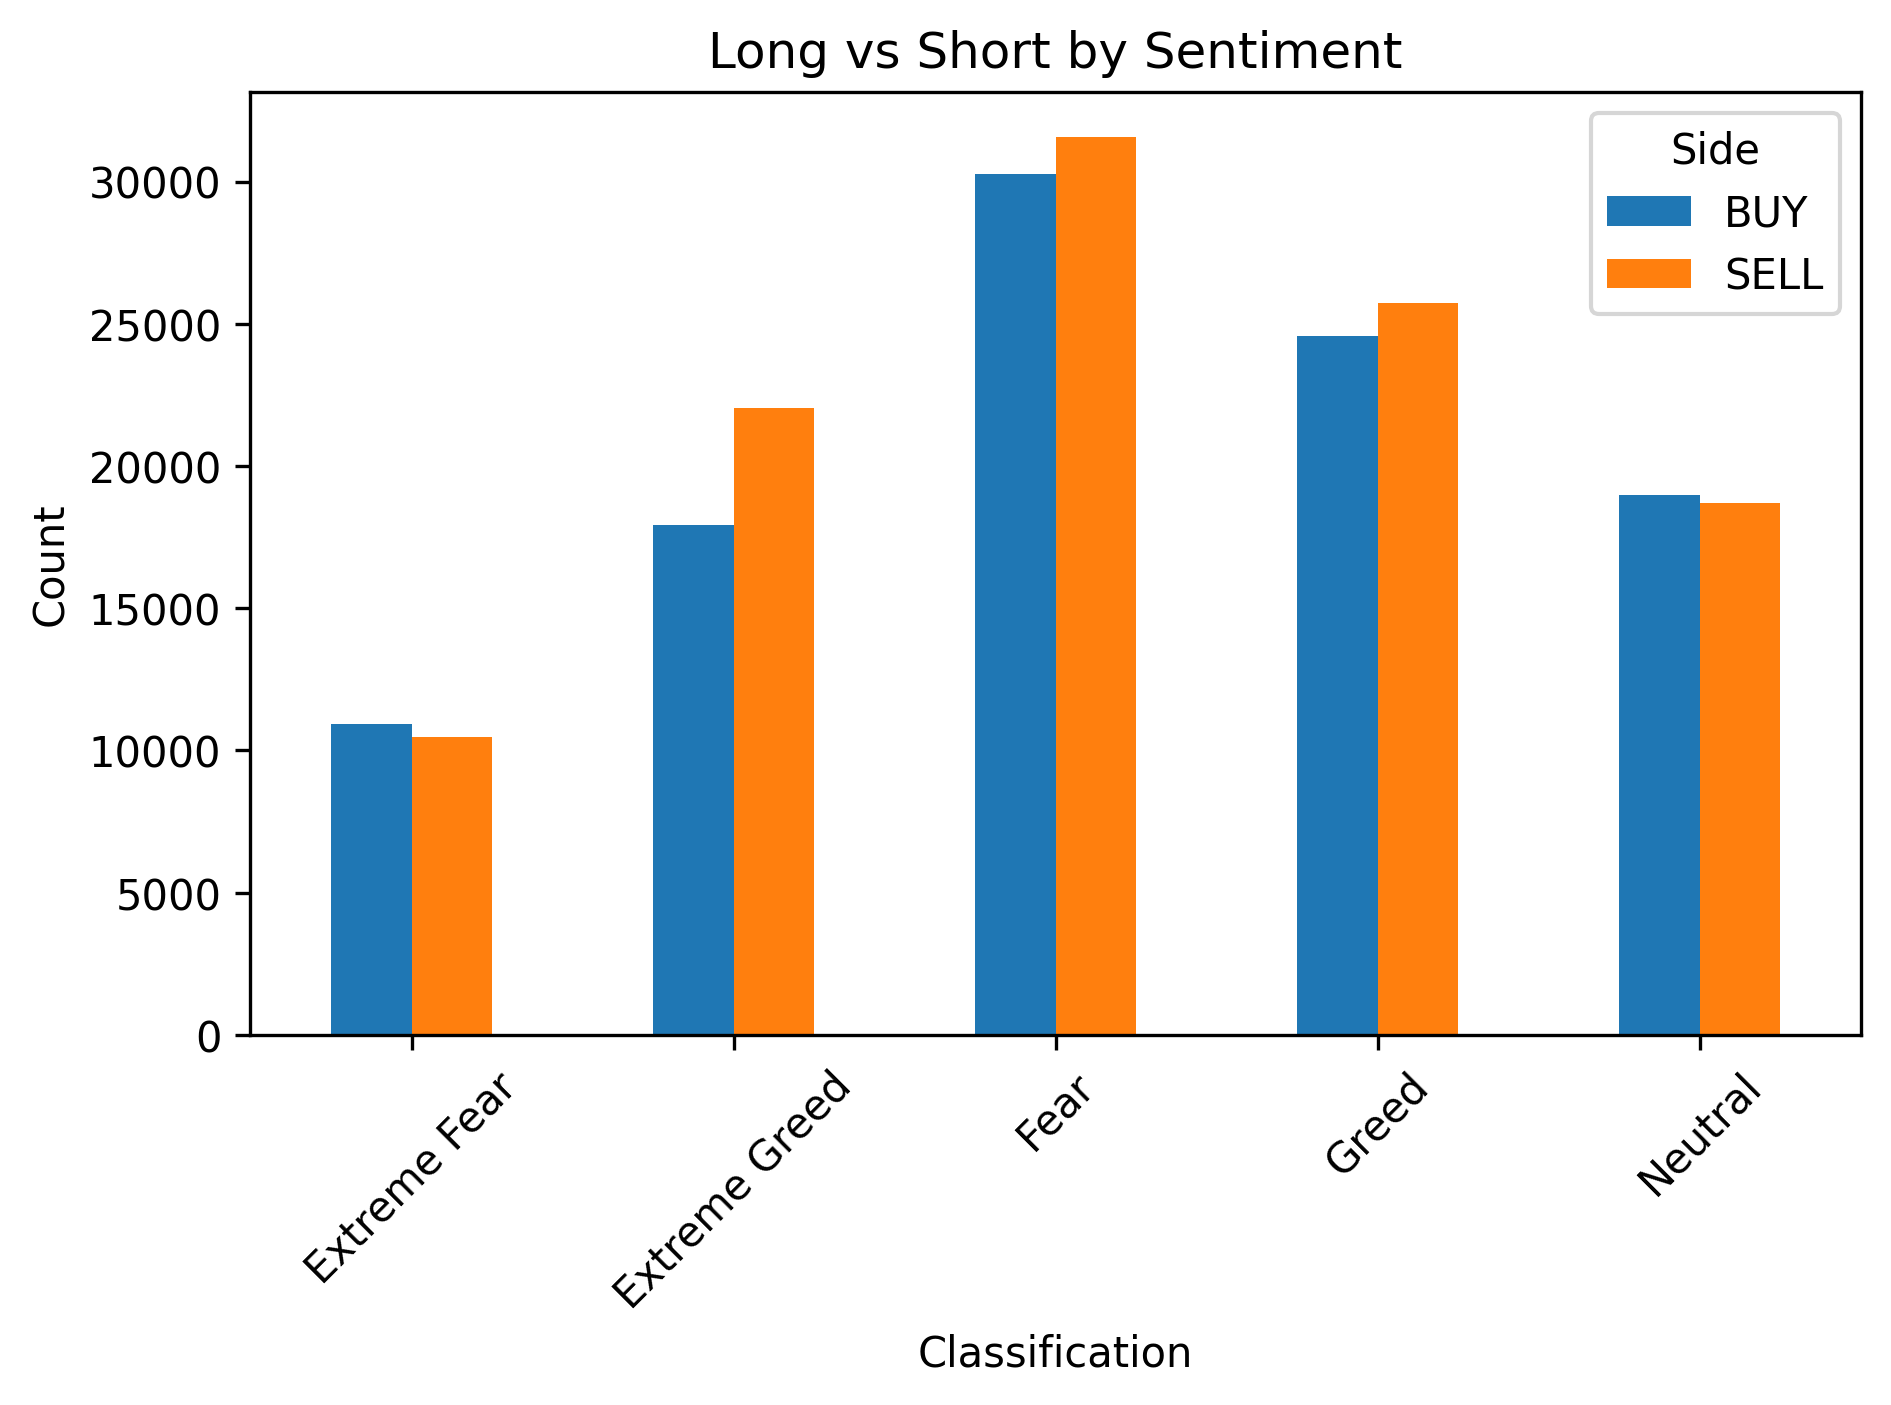 Long vs Short by Sentiment
Side
BUY
SELL
Count
30000
25000
20000
15000
10000
5000
0
Extreme Fear
Extreme Greed
Fear
Greed
Neutral
Classification